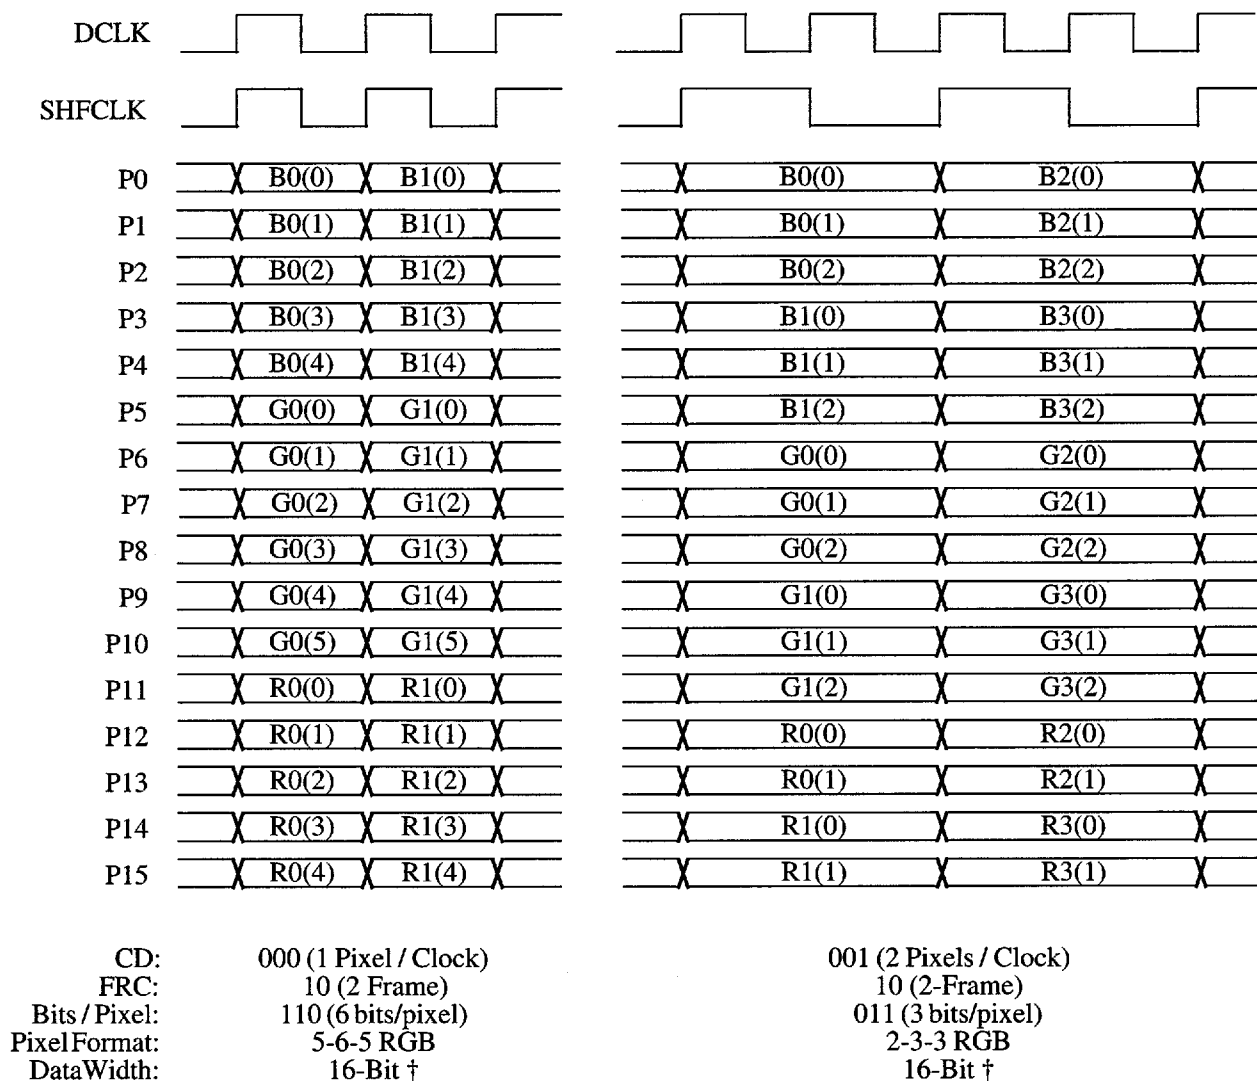 DCLK
SHFCLK
P0 B0(0) B1(0) B0(0) B2(0)
P1 B0(1) B1(1) B0(1) B2(1)
P2 B0(2) B1(2) B0(2) B2(2)
P3 B0(3) B1(3) B1(0) B3(0)
P4 B0(4) B1(4) B1(1) B3(1)
P5 G0(0) G1(0) B1(2) B3(2)
P6 G0(1) G1(1) G0(0) G2(0)
P7 G0(2) G1(2) G0(1) G2(1)
P8 G0(3) G1(3) G0(2) G2(2)
P9 G0(4) G1(4) G1(0) G3(0)
P10 G0(5) G1(5) G1(1) G3(1)
P11 R0(0) R1(0) G1(2) G3(2)
P12 R0(1) R1(1) R0(0) R2(0)
P13 R0(2) R1(2) R0(1) R2(1)
P14 R0(3) R1(3) R1(0) R3(0)
P15 R0(4) R1(4) R1(1) R3(1)
CD: 000 (1 Pixel / Clock) 001 (2 Pixels / Clock)
FRC: 10 (2 Frame) 10 (2-Frame)
Bits / Pixel: 110 (6 bits/pixel) 011 (3 bits/pixel)
Pixel Format: 5-6-5 RGB 2-3-3 RGB
Data Width: 16-Bit † 16-Bit †